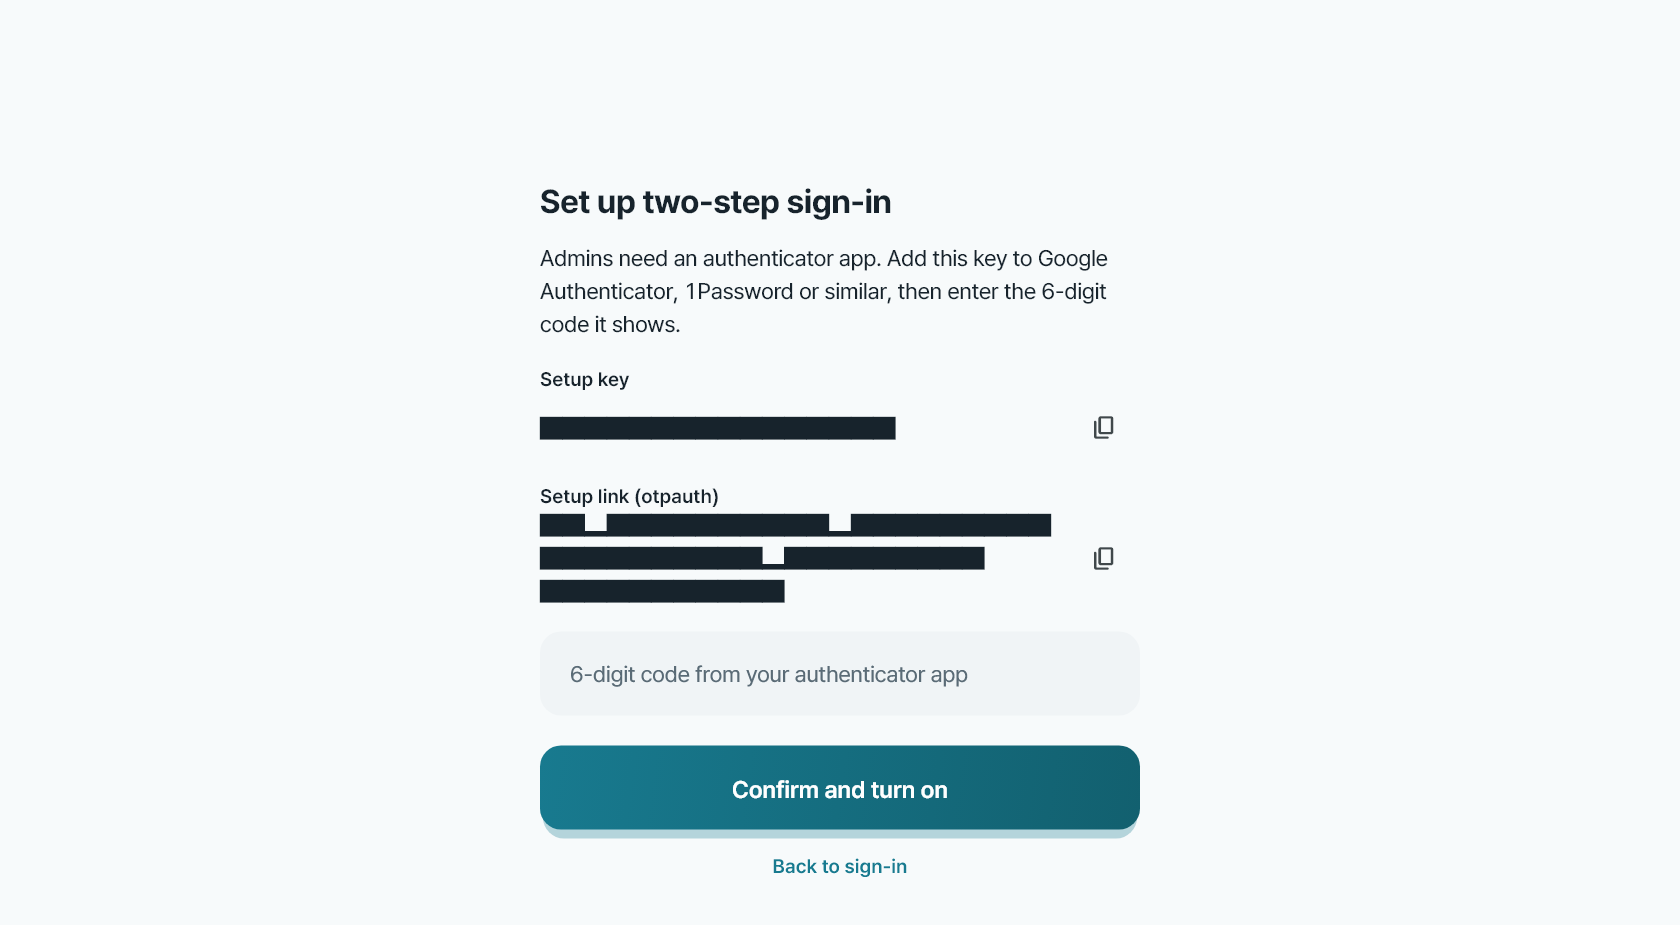 Set up two-step sign-in
Admins need an authenticator app. Add this key to Google
Authenticator, 1Password or similar, then enter the 6-digit
code it shows.
Setup key
Setup link (otpauth)
6-digit code from your authenticator app
Confirm and turn on
Back to sign-in